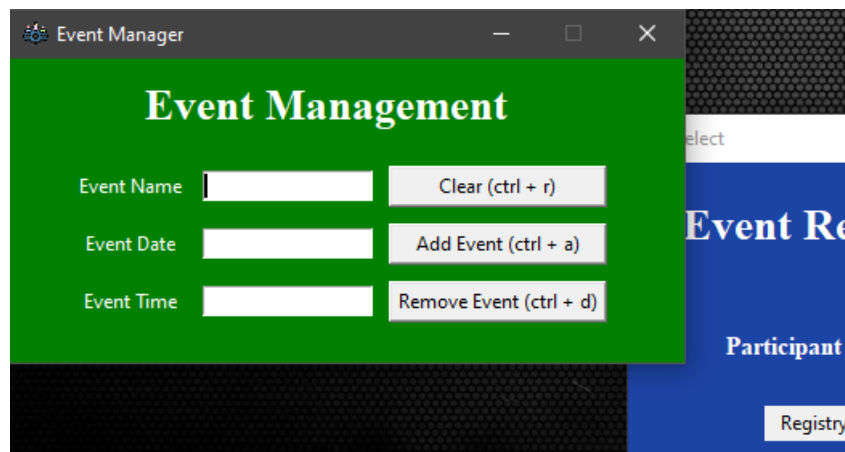 Event Manager
Event Management
Event Name
Clear (ctrl + r)
Event Date
Add Event (ctrl + a)
Event Time
Remove Event (ctrl + d)
elect
Event Re
Participant
Registry